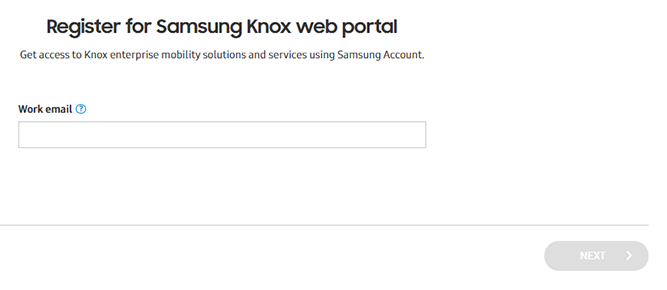 Register for Samsung Knox web portal
Get access to Knox enterprise mobility solutions and services using Samsung Account.
Work email ?
NEXT